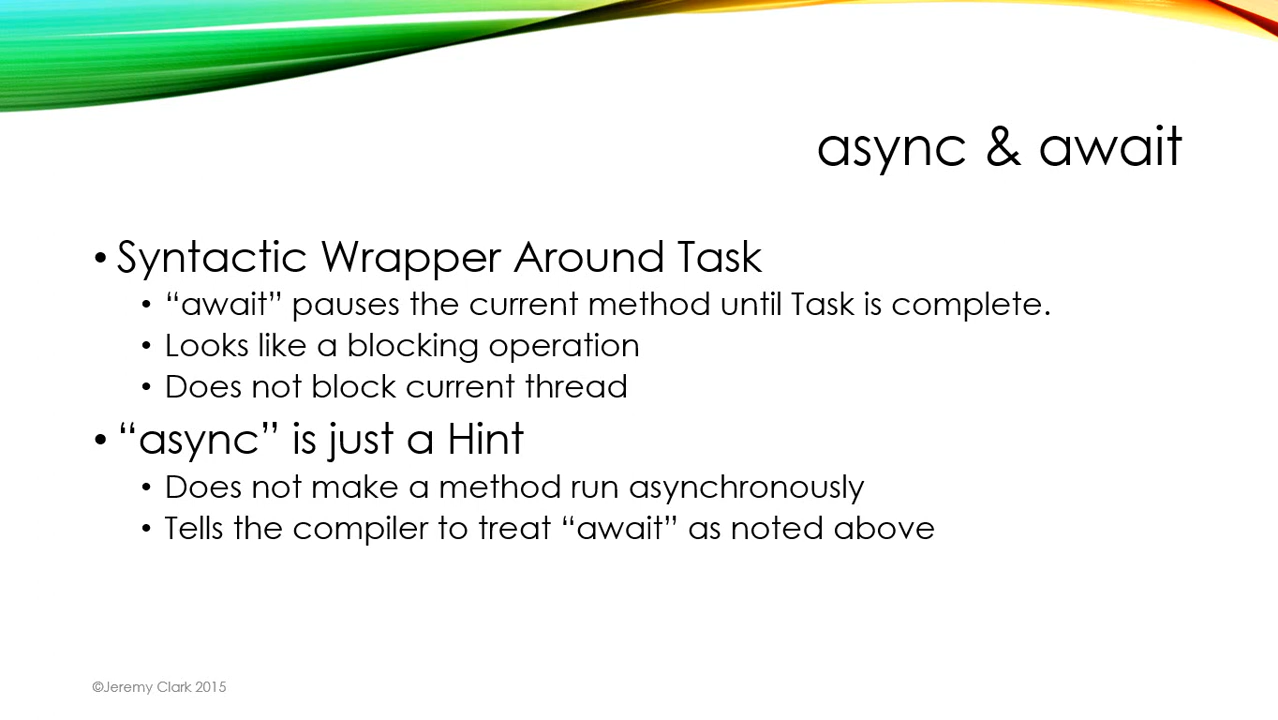 async & await
• Syntactic Wrapper Around Task
• “await” pauses the current method until Task is complete.
• Looks like a blocking operation
• Does not block current thread
• “async” is just a Hint
• Does not make a method run asynchronously
• Tells the compiler to treat “await” as noted above
©Jeremy Clark 2015